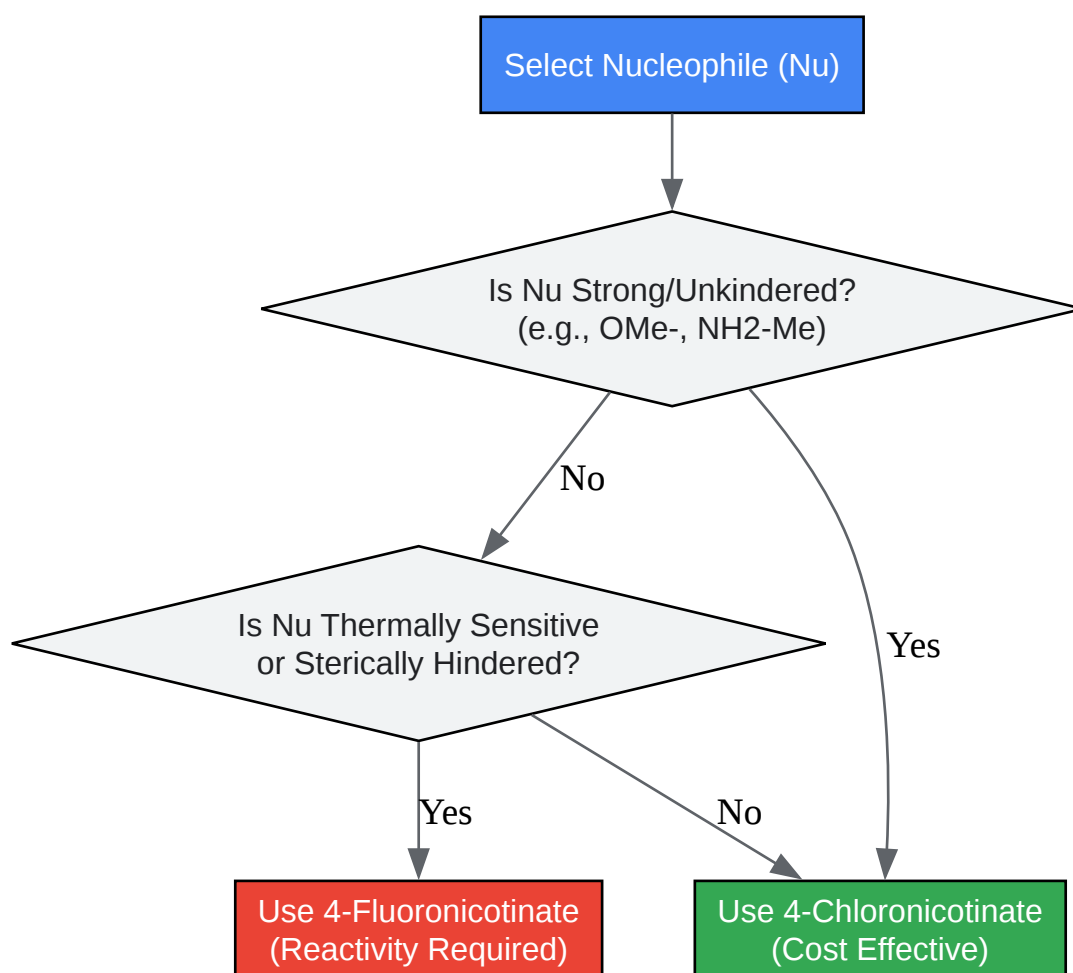 Select Nucleophile (Nu)
Is Nu Strong/Unkindered?
(e.g., OMe-, NH2-Me)
No
Is Nu Thermally Sensitive
or Sterically Hindered?
Yes
Yes
No
Use 4-Fluoronicotinate
(Reactivity Required)
Use 4-Chloronicotinate
(Cost Effective)